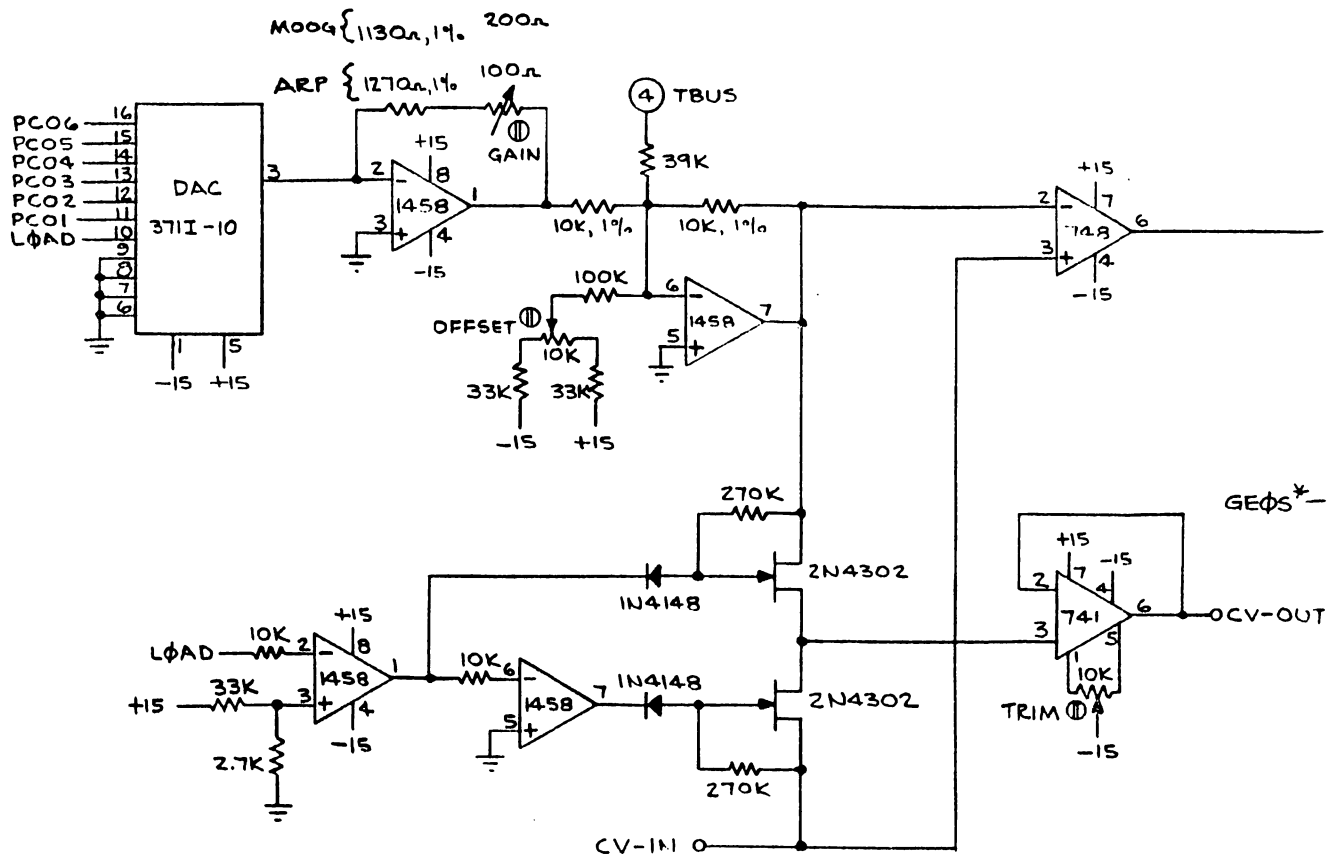 MOOG { 1130Ω, 1% 200Ω
ARP { 1270Ω, 1% 100Ω
GAIN
4 TBUS
39K
PC06 16
PC05 15
PC04 14
PC03 13
PC02 12
PC01 11
LØAD 10
9
8
7
6
DAC
371I-10
3
1
5
-15 +15
+15
2 - 8
1458 1
3 + 4
-15
10K, 1% 10K, 1%
100K
OFFSET
10K
33K 33K
-15 +15
6 -
1458 7
5 +
+15
2 - 7
748 6
3 + 4
-15
270K
2N4302
1N4148
LØAD 10K
+15
2 - 8
1458 1
3 + 4
-15
+15 33K
2.7K
10K
6 -
1458 7
5 +
1N4148
2N4302
270K
CV-IN
GEØS*-
+15 -15
2 7 4
741 6
3 1 5
CV-OUT
10K
TRIM
-15